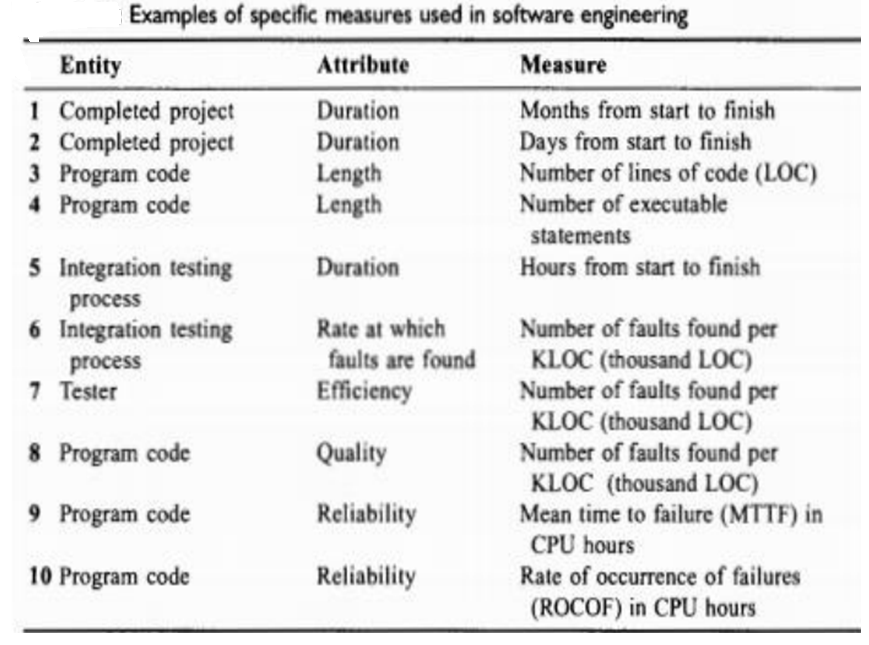 Examples of specific measures used in software engineering
Entity Attribute Measure
1 Completed project Duration Months from start to finish
2 Completed project Duration Days from start to finish
3 Program code Length Number of lines of code (LOC)
4 Program code Length Number of executable
statements
5 Integration testing Duration Hours from start to finish
process
6 Integration testing Rate at which Number of faults found per
process faults are found KLOC (thousand LOC)
7 Tester Efficiency Number of faults found per
KLOC (thousand LOC)
8 Program code Quality Number of faults found per
KLOC (thousand LOC)
9 Program code Reliability Mean time to failure (MTTF) in
CPU hours
10 Program code Reliability Rate of occurrence of failures
(ROCOF) in CPU hours